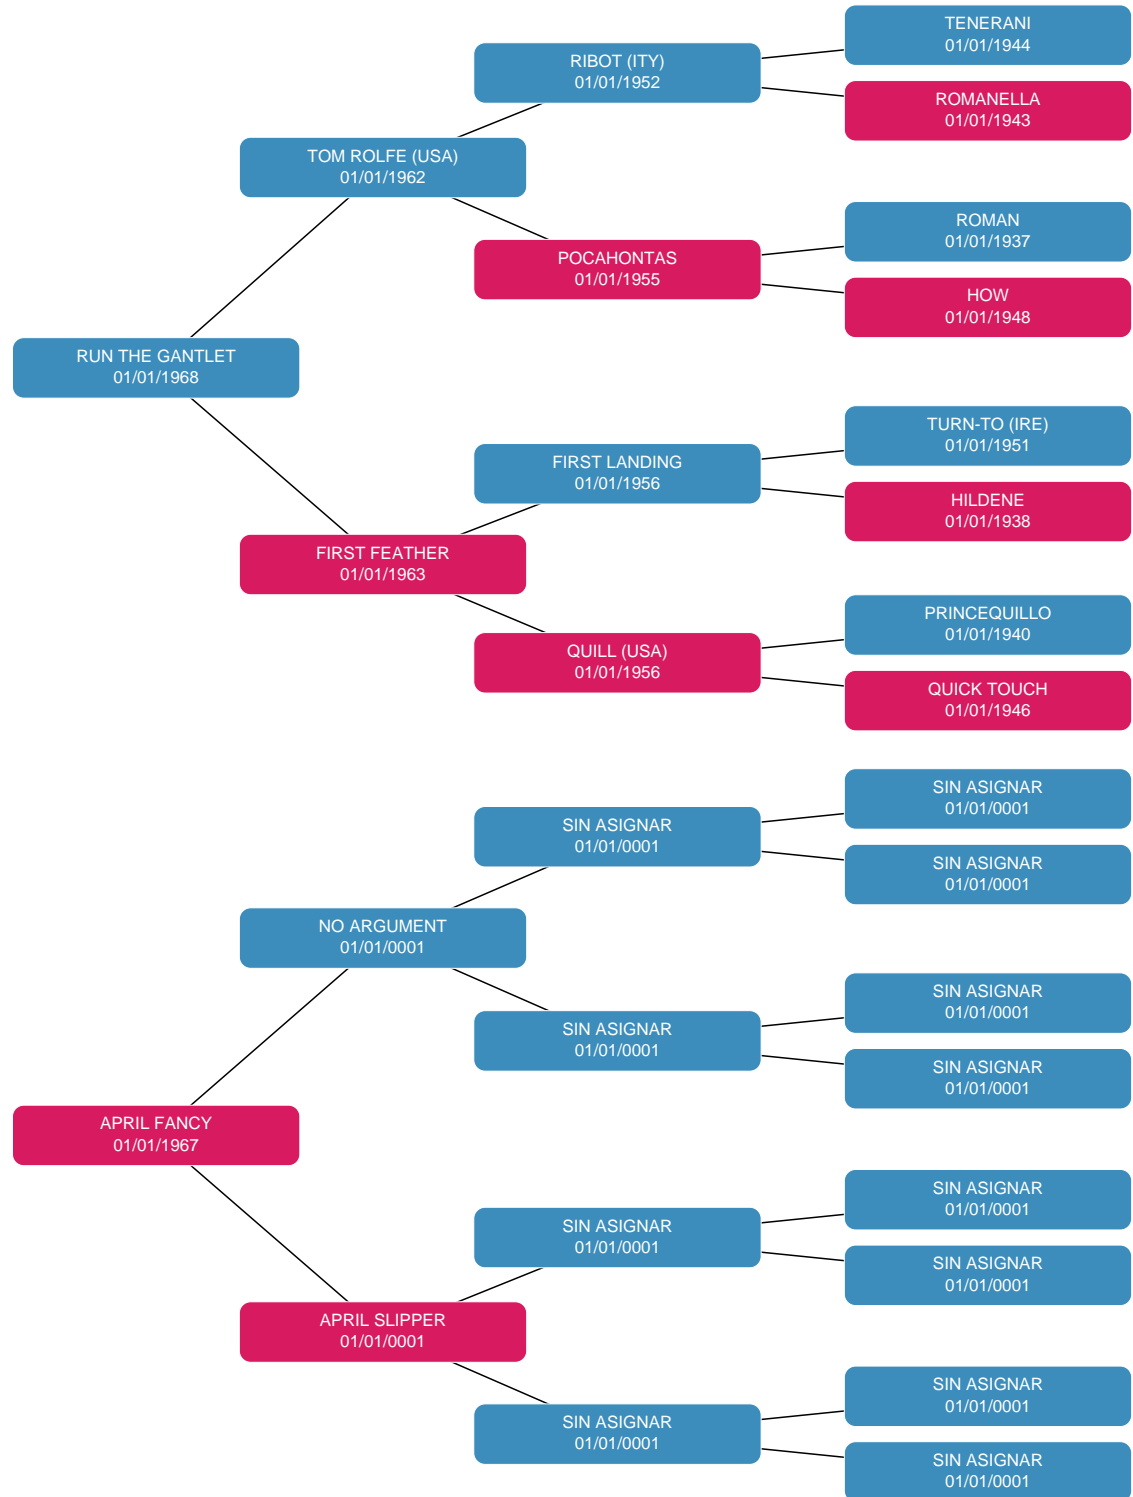 TENERANI
01/01/1944
RIBOT (ITY)
01/01/1952
ROMANELLA
01/01/1943
TOM ROLFE (USA)
01/01/1962
ROMAN
01/01/1937
POCAHONTAS
01/01/1955
HOW
01/01/1948
RUN THE GANTLET
01/01/1968
TURN-TO (IRE)
01/01/1951
FIRST LANDING
01/01/1956
HILDENE
01/01/1938
FIRST FEATHER
01/01/1963
PRINCEQUILLO
01/01/1940
QUILL (USA)
01/01/1956
QUICK TOUCH
01/01/1946
SIN ASIGNAR
01/01/0001
SIN ASIGNAR
01/01/0001
SIN ASIGNAR
01/01/0001
NO ARGUMENT
01/01/0001
SIN ASIGNAR
01/01/0001
SIN ASIGNAR
01/01/0001
SIN ASIGNAR
01/01/0001
APRIL FANCY
01/01/1967
SIN ASIGNAR
01/01/0001
SIN ASIGNAR
01/01/0001
SIN ASIGNAR
01/01/0001
APRIL SLIPPER
01/01/0001
SIN ASIGNAR
01/01/0001
SIN ASIGNAR
01/01/0001
SIN ASIGNAR
01/01/0001